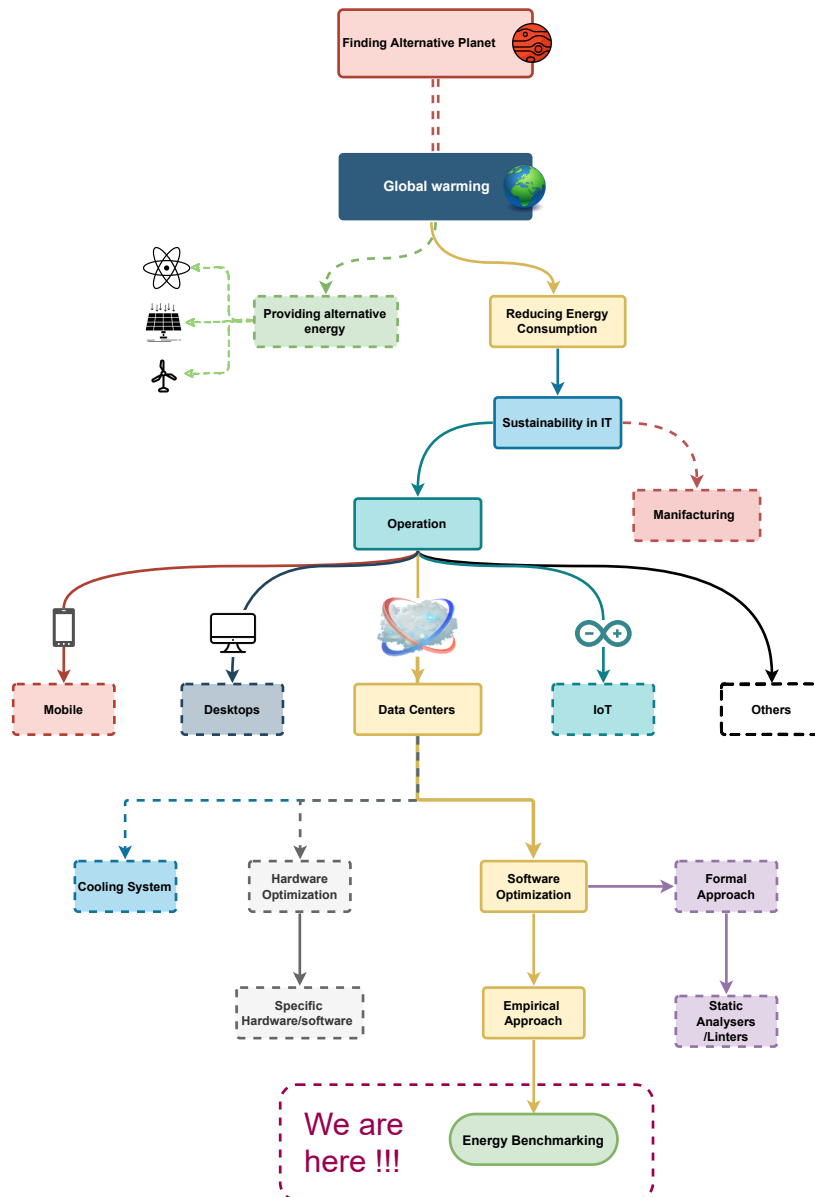 Finding Alternative Planet
Global warming
Providing alternative
energy
Reducing Energy
Consumption
Sustainability in IT
Manifacturing
Operation
Mobile
Desktops
Data Centers
IoT
Others
Cooling System
Hardware
Optimization
Software
Optimization
Formal
Approach
Specific
Hardware/software
Empirical
Approach
Static
Analysers
/Linters
We are
here !!!
Energy Benchmarking